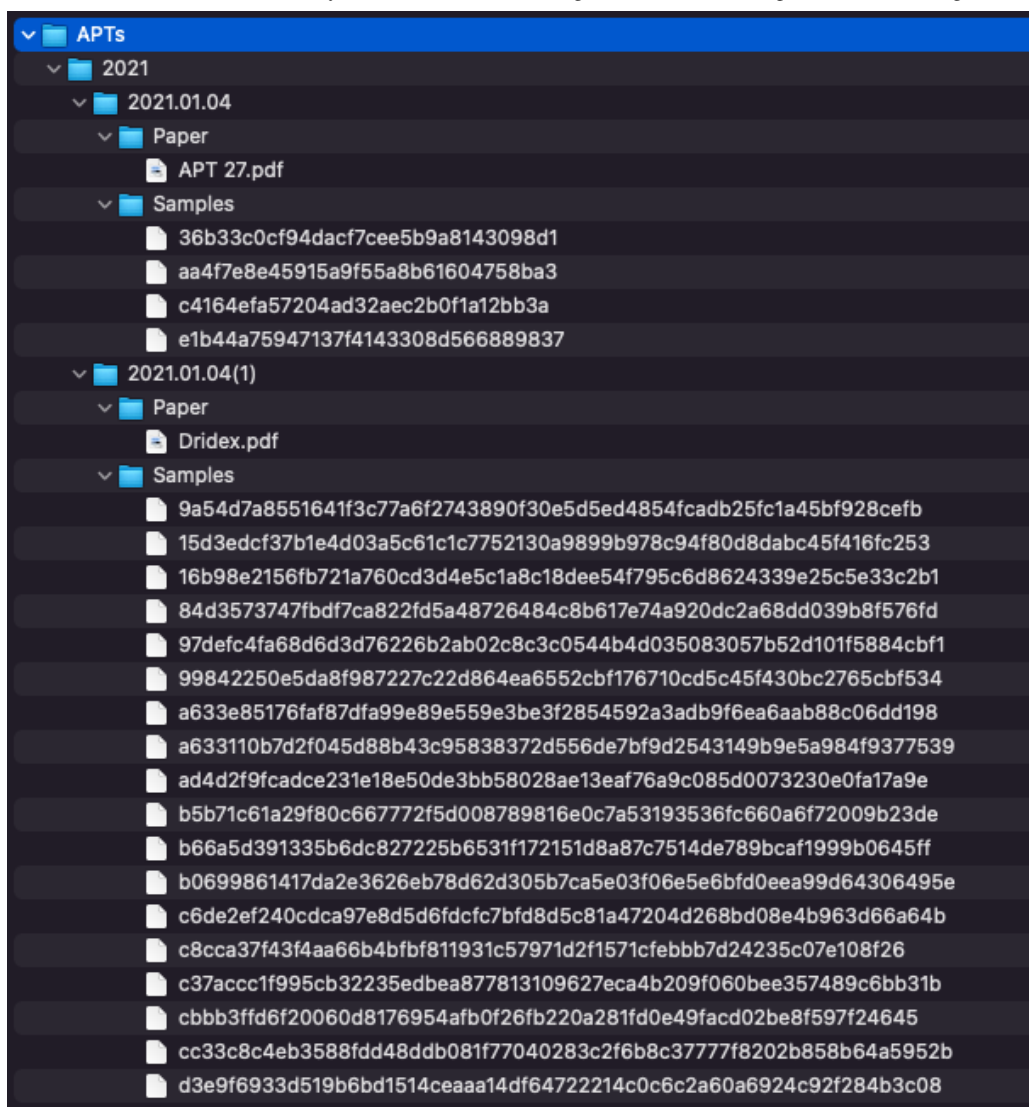 APTs
2021
2021.01.04
Paper
APT 27.pdf
Samples
36b33c0cf94dacf7cee5b9a8143098d1
aa4f7e8e45915a9f55a8b61604758ba3
c4164efa57204ad32aec2b0f1a12bb3a
e1b44a75947137f4143308d566889837
2021.01.04(1)
Paper
Dridex.pdf
Samples
9a54d7a8551641f3c77a6f2743890f30e5d5ed4854fcadb25fc1a45bf928cefb
15d3edcf37b1e4d03a5c61c1c7752130a9899b978c94f80d8dabc45f416fc253
16b98e2156fb721a760cd3d4e5c1a8c18dee54f795c6d8624339e25c5e33c2b1
84d3573747fbdf7ca822fd5a48726484c8b617e74a920dc2a68dd039b8f576fd
97defc4fa68d6d3d76226b2ab02c8c3c0544b4d035083057b52d101f5884cbf1
99842250e5da8f987227c22d864ea6552cbf176710cd5c45f430bc2765cbf534
a633e85176faf87dfa99e89e559e3be3f2854592a3adb9f6ea6aab88c06dd198
a633110b7d2f045d88b43c95838372d556de7bf9d2543149b9e5a984f9377539
ad4d2f9fcadce231e18e50de3bb58028ae13eaf76a9c085d0073230e0fa17a9e
b5b71c61a29f80c667772f5d008789816e0c7a53193536fc660a6f72009b23de
b66a5d391335b6dc827225b6531f172151d8a87c7514de789bcaf1999b0645ff
b0699861417da2e3626eb78d62d305b7ca5e03f06e5e6bfd0eea99d64306495e
c6de2ef240cdca97e8d5d6fdcfc7bfd8d5c81a47204d268bd08e4b963d66a64b
c8cca37f43f4aa66b4bfbf811931c57971d2f1571cfebbb7d24235c07e108f26
c37accc1f995cb32235edbea877813109627eca4b209f060bee357489c6bb31b
cbbb3ffd6f20060d8176954afb0f26fb220a281fd0e49facd02be8f597f24645
cc33c8c4eb3588fdd48ddb081f77040283c2f6b8c37777f8202b858b64a5952b
d3e9f6933d519b6bd1514ceaaa14df64722214c0c6c2a60a6924c92f284b3c08